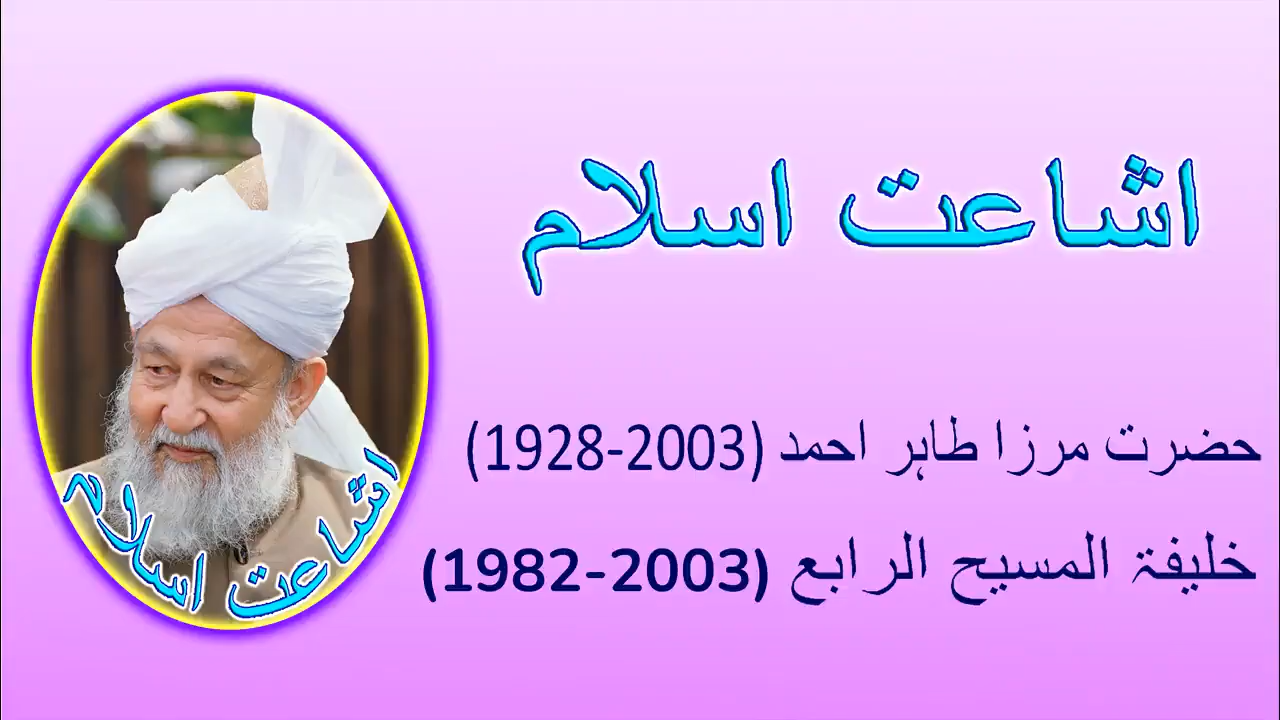 اشاعت اسلام
حضرت مرزا طاہر احمد (1928-2003)
خلیفۃ المسیح الرابع (1982-2003)
اشاعت اسلام